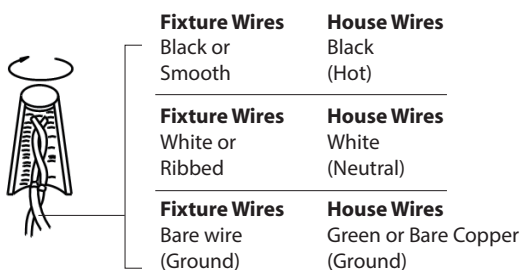 Fixture Wires House Wires
Black or Black
Smooth (Hot)
Fixture Wires House Wires
White or White
Ribbed (Neutral)
Fixture Wires House Wires
Bare wire Green or Bare Copper
(Ground) (Ground)